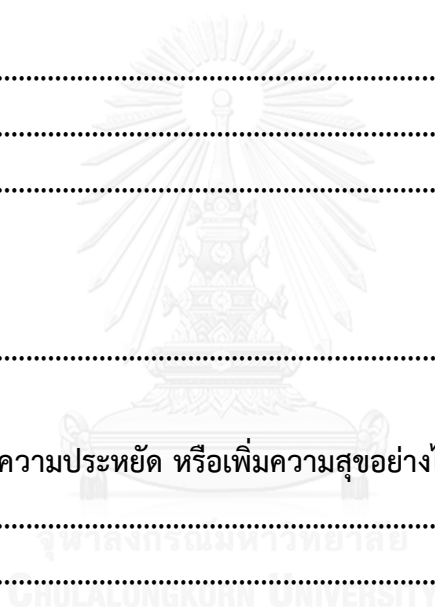 ................................................................
................................................................
................................................................
................................................................
ความประหยัด หรือเพิ่มความสุขอย่าง
................................................................
จุฬาลงกรณ์มหาวิทยาลัย
................................................................
CHULALONGKORN UNIVERSITY